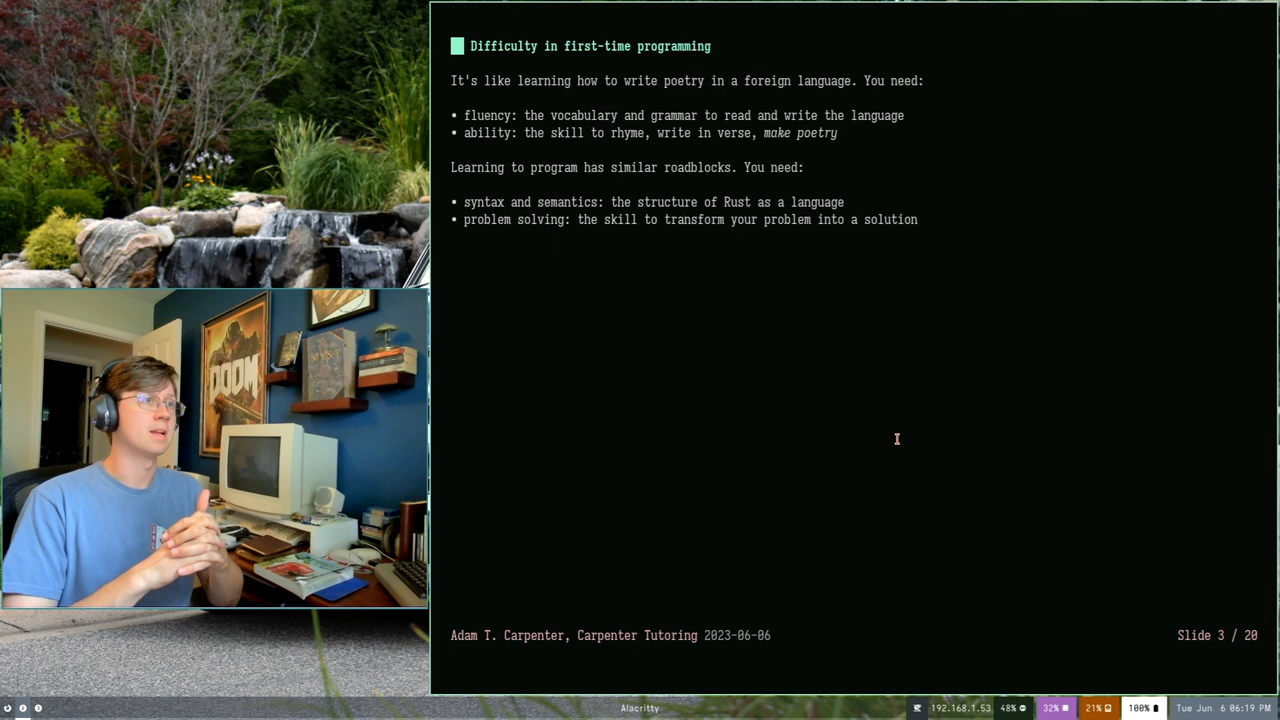 Difficulty in first-time programming
It's like learning how to write poetry in a foreign language. You need:
• fluency: the vocabulary and grammar to read and write the language
• ability: the skill to rhyme, write in verse, make poetry
Learning to program has similar roadblocks. You need:
• syntax and semantics: the structure of Rust as a language
• problem solving: the skill to transform your problem into a solution
DOOM
MYST
Adam T. Carpenter, Carpenter Tutoring 2023-06-06
Slide 3 / 20
Alacritty
192.168.1.53 48% 32% 21% 100% Tue Jun 6 06:19 PM